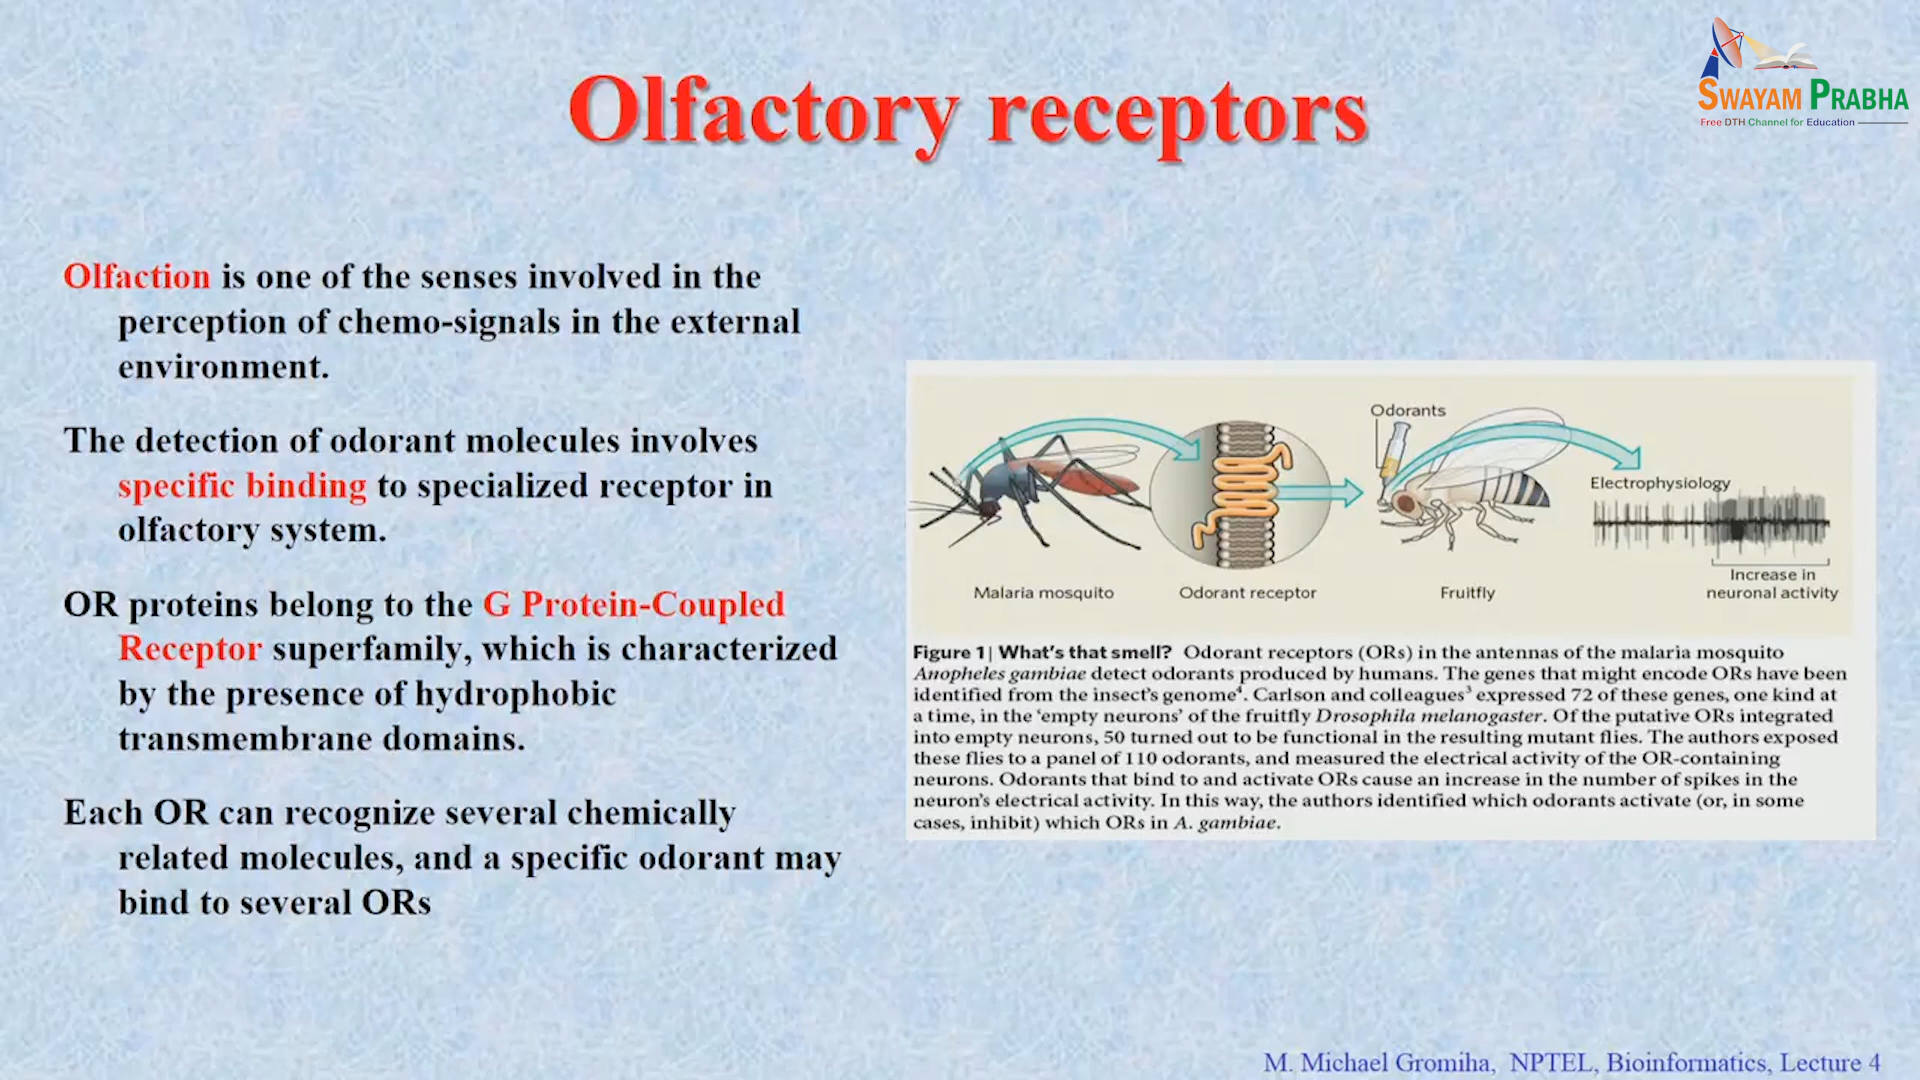 Olfactory receptors
SWAYAM PRABHA
Free DTH Channel for Education
Olfaction is one of the senses involved in the
perception of chemo-signals in the external
environment.
The detection of odorant molecules involves
specific binding to specialized receptor in
olfactory system.
OR proteins belong to the G Protein-Coupled
Receptor superfamily, which is characterized
by the presence of hydrophobic
transmembrane domains.
Each OR can recognize several chemically
related molecules, and a specific odorant may
bind to several ORs
Odorants
Electrophysiology
Increase in
neuronal activity
Malaria mosquito
Odorant receptor
Fruitfly
Figure 1| What's that smell? Odorant receptors (ORs) in the antennas of the malaria mosquito
Anopheles gambiae detect odorants produced by humans. The genes that might encode ORs have been
identified from the insect's genome⁴. Carlson and colleagues³ expressed 72 of these genes, one kind at
a time, in the 'empty neurons' of the fruitfly Drosophila melanogaster. Of the putative ORs integrated
into empty neurons, 50 turned out to be functional in the resulting mutant flies. The authors exposed
these flies to a panel of 110 odorants, and measured the electrical activity of the OR-containing
neurons. Odorants that bind to and activate ORs cause an increase in the number of spikes in the
neuron's electrical activity. In this way, the authors identified which odorants activate (or, in some
cases, inhibit) which ORs in A. gambiae.
M. Michael Gromiha, NPTEL, Bioinformatics, Lecture 4